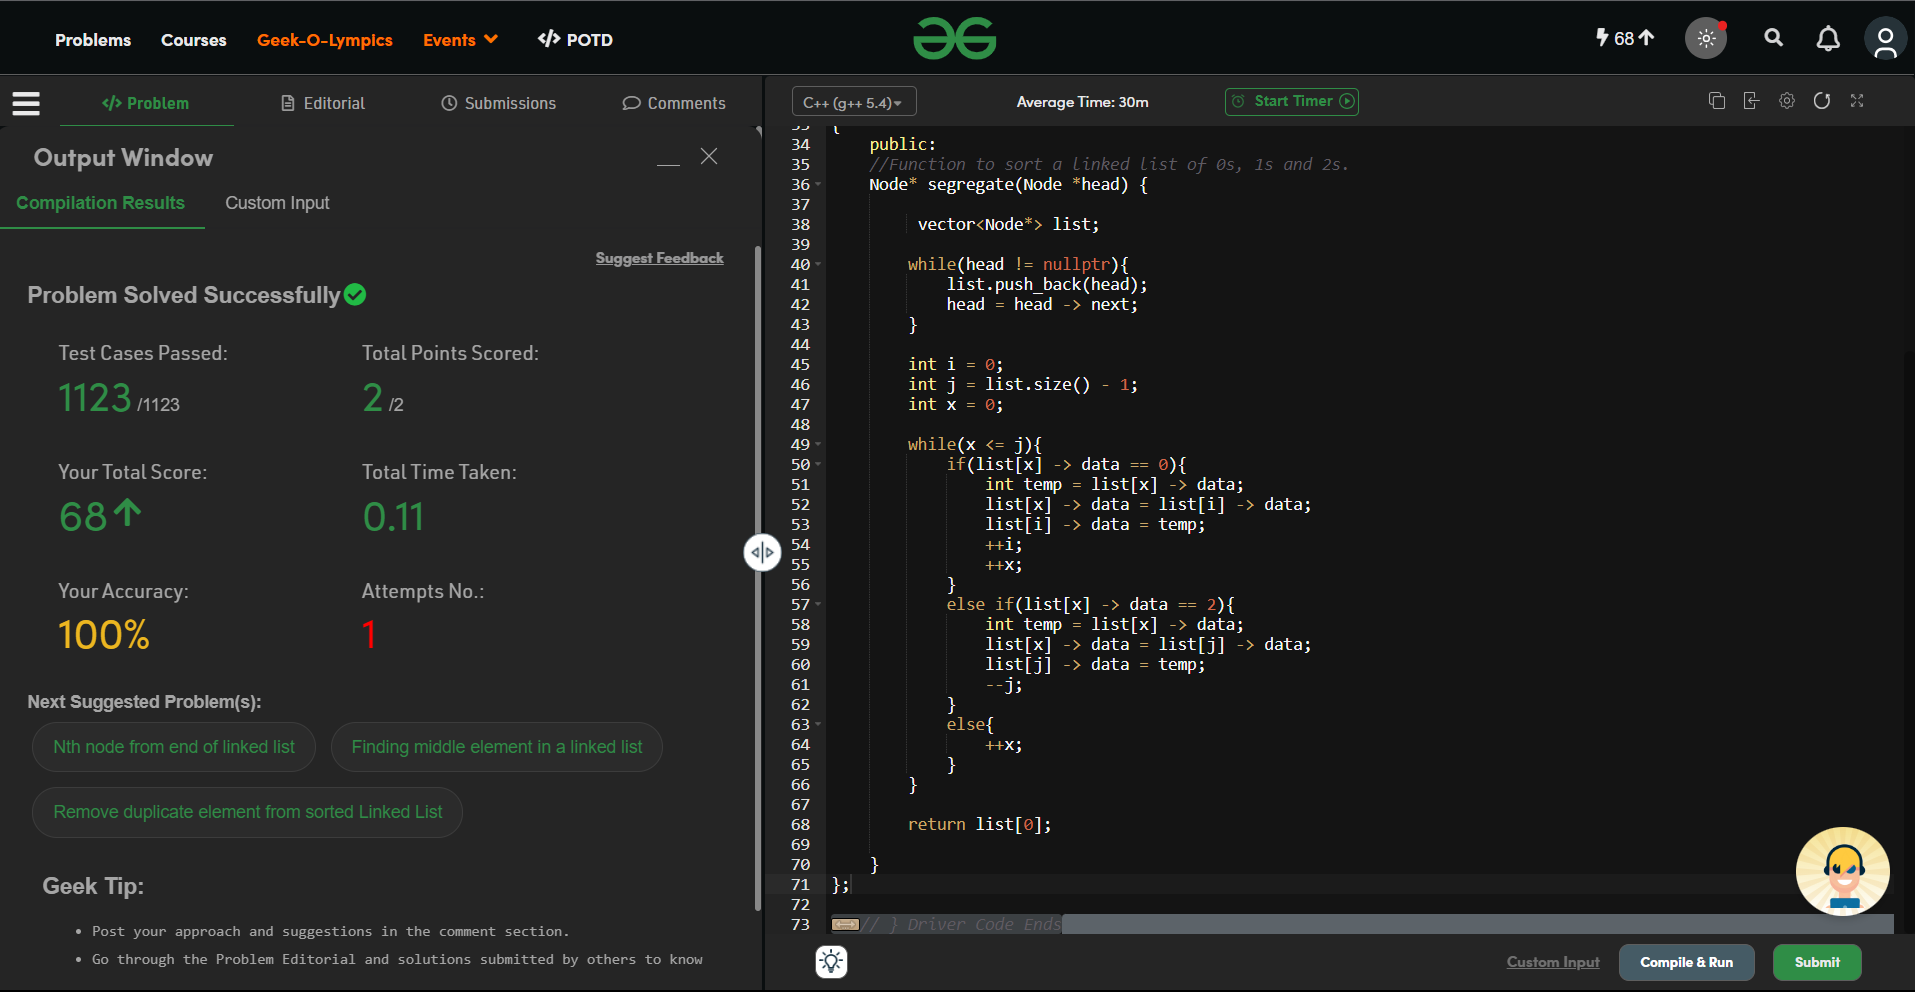 Problems Courses Geek-O-Lympics Events </> POTD
68
</> Problem Editorial Submissions Comments
Output Window
Compilation Results Custom Input
Suggest Feedback
Problem Solved Successfully
Test Cases Passed: Total Points Scored:
1123 /1123 2 /2
Your Total Score: Total Time Taken:
68 0.11
Your Accuracy: Attempts No.:
100% 1
Next Suggested Problem(s):
Nth node from end of linked list Finding middle element in a linked list
Remove duplicate element from sorted Linked List
Geek Tip:
• Post your approach and suggestions in the comment section.
• Go through the Problem Editorial and solutions submitted by others to know
C++ (g++ 5.4) Average Time: 30m Start Timer
33 {
34 public:
35 //Function to sort a linked list of 0s, 1s and 2s.
36 Node* segregate(Node *head) {
37
38 vector<Node*> list;
39
40 while(head != nullptr){
41 list.push_back(head);
42 head = head -> next;
43 }
44
45 int i = 0;
46 int j = list.size() - 1;
47 int x = 0;
48
49 while(x <= j){
50 if(list[x] -> data == 0){
51 int temp = list[x] -> data;
52 list[x] -> data = list[i] -> data;
53 list[i] -> data = temp;
54 ++i;
55 ++x;
56 }
57 else if(list[x] -> data == 2){
58 int temp = list[x] -> data;
59 list[x] -> data = list[j] -> data;
60 list[j] -> data = temp;
61 --j;
62 }
63 else{
64 ++x;
65 }
66 }
67
68 return list[0];
69
70 }
71 };
72
73 // } Driver Code Ends
Custom Input Compile & Run Submit